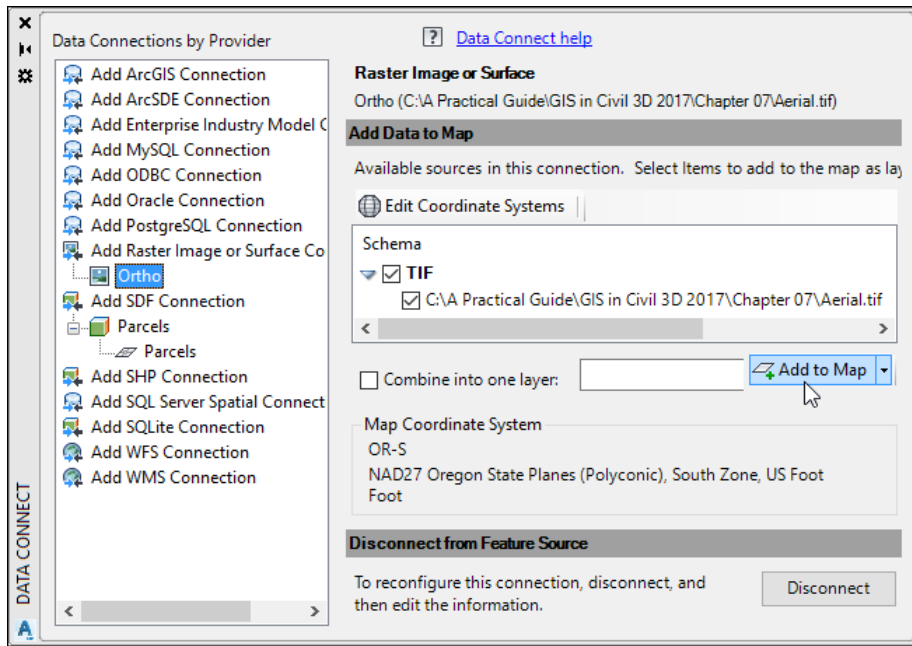 Data Connections by Provider
Add ArcGIS Connection
Add ArcSDE Connection
Add Enterprise Industry Model C
Add MySQL Connection
Add ODBC Connection
Add Oracle Connection
Add PostgreSQL Connection
Add Raster Image or Surface Co
Ortho
Add SDF Connection
Parcels
Parcels
Add SHP Connection
Add SQL Server Spatial Connect
Add SQLite Connection
Add WFS Connection
Add WMS Connection
? Data Connect help
Raster Image or Surface
Ortho (C:\A Practical Guide\GIS in Civil 3D 2017\Chapter 07\Aerial.tif)
Add Data to Map
Available sources in this connection. Select Items to add to the map as lay
Edit Coordinate Systems
Schema
TIF
C:\A Practical Guide\GIS in Civil 3D 2017\Chapter 07\Aerial.tif
Combine into one layer:
Add to Map
Map Coordinate System
OR-S
NAD27 Oregon State Planes (Polyconic), South Zone, US Foot
Foot
Disconnect from Feature Source
To reconfigure this connection, disconnect, and
then edit the information.
Disconnect
DATA CONNECT